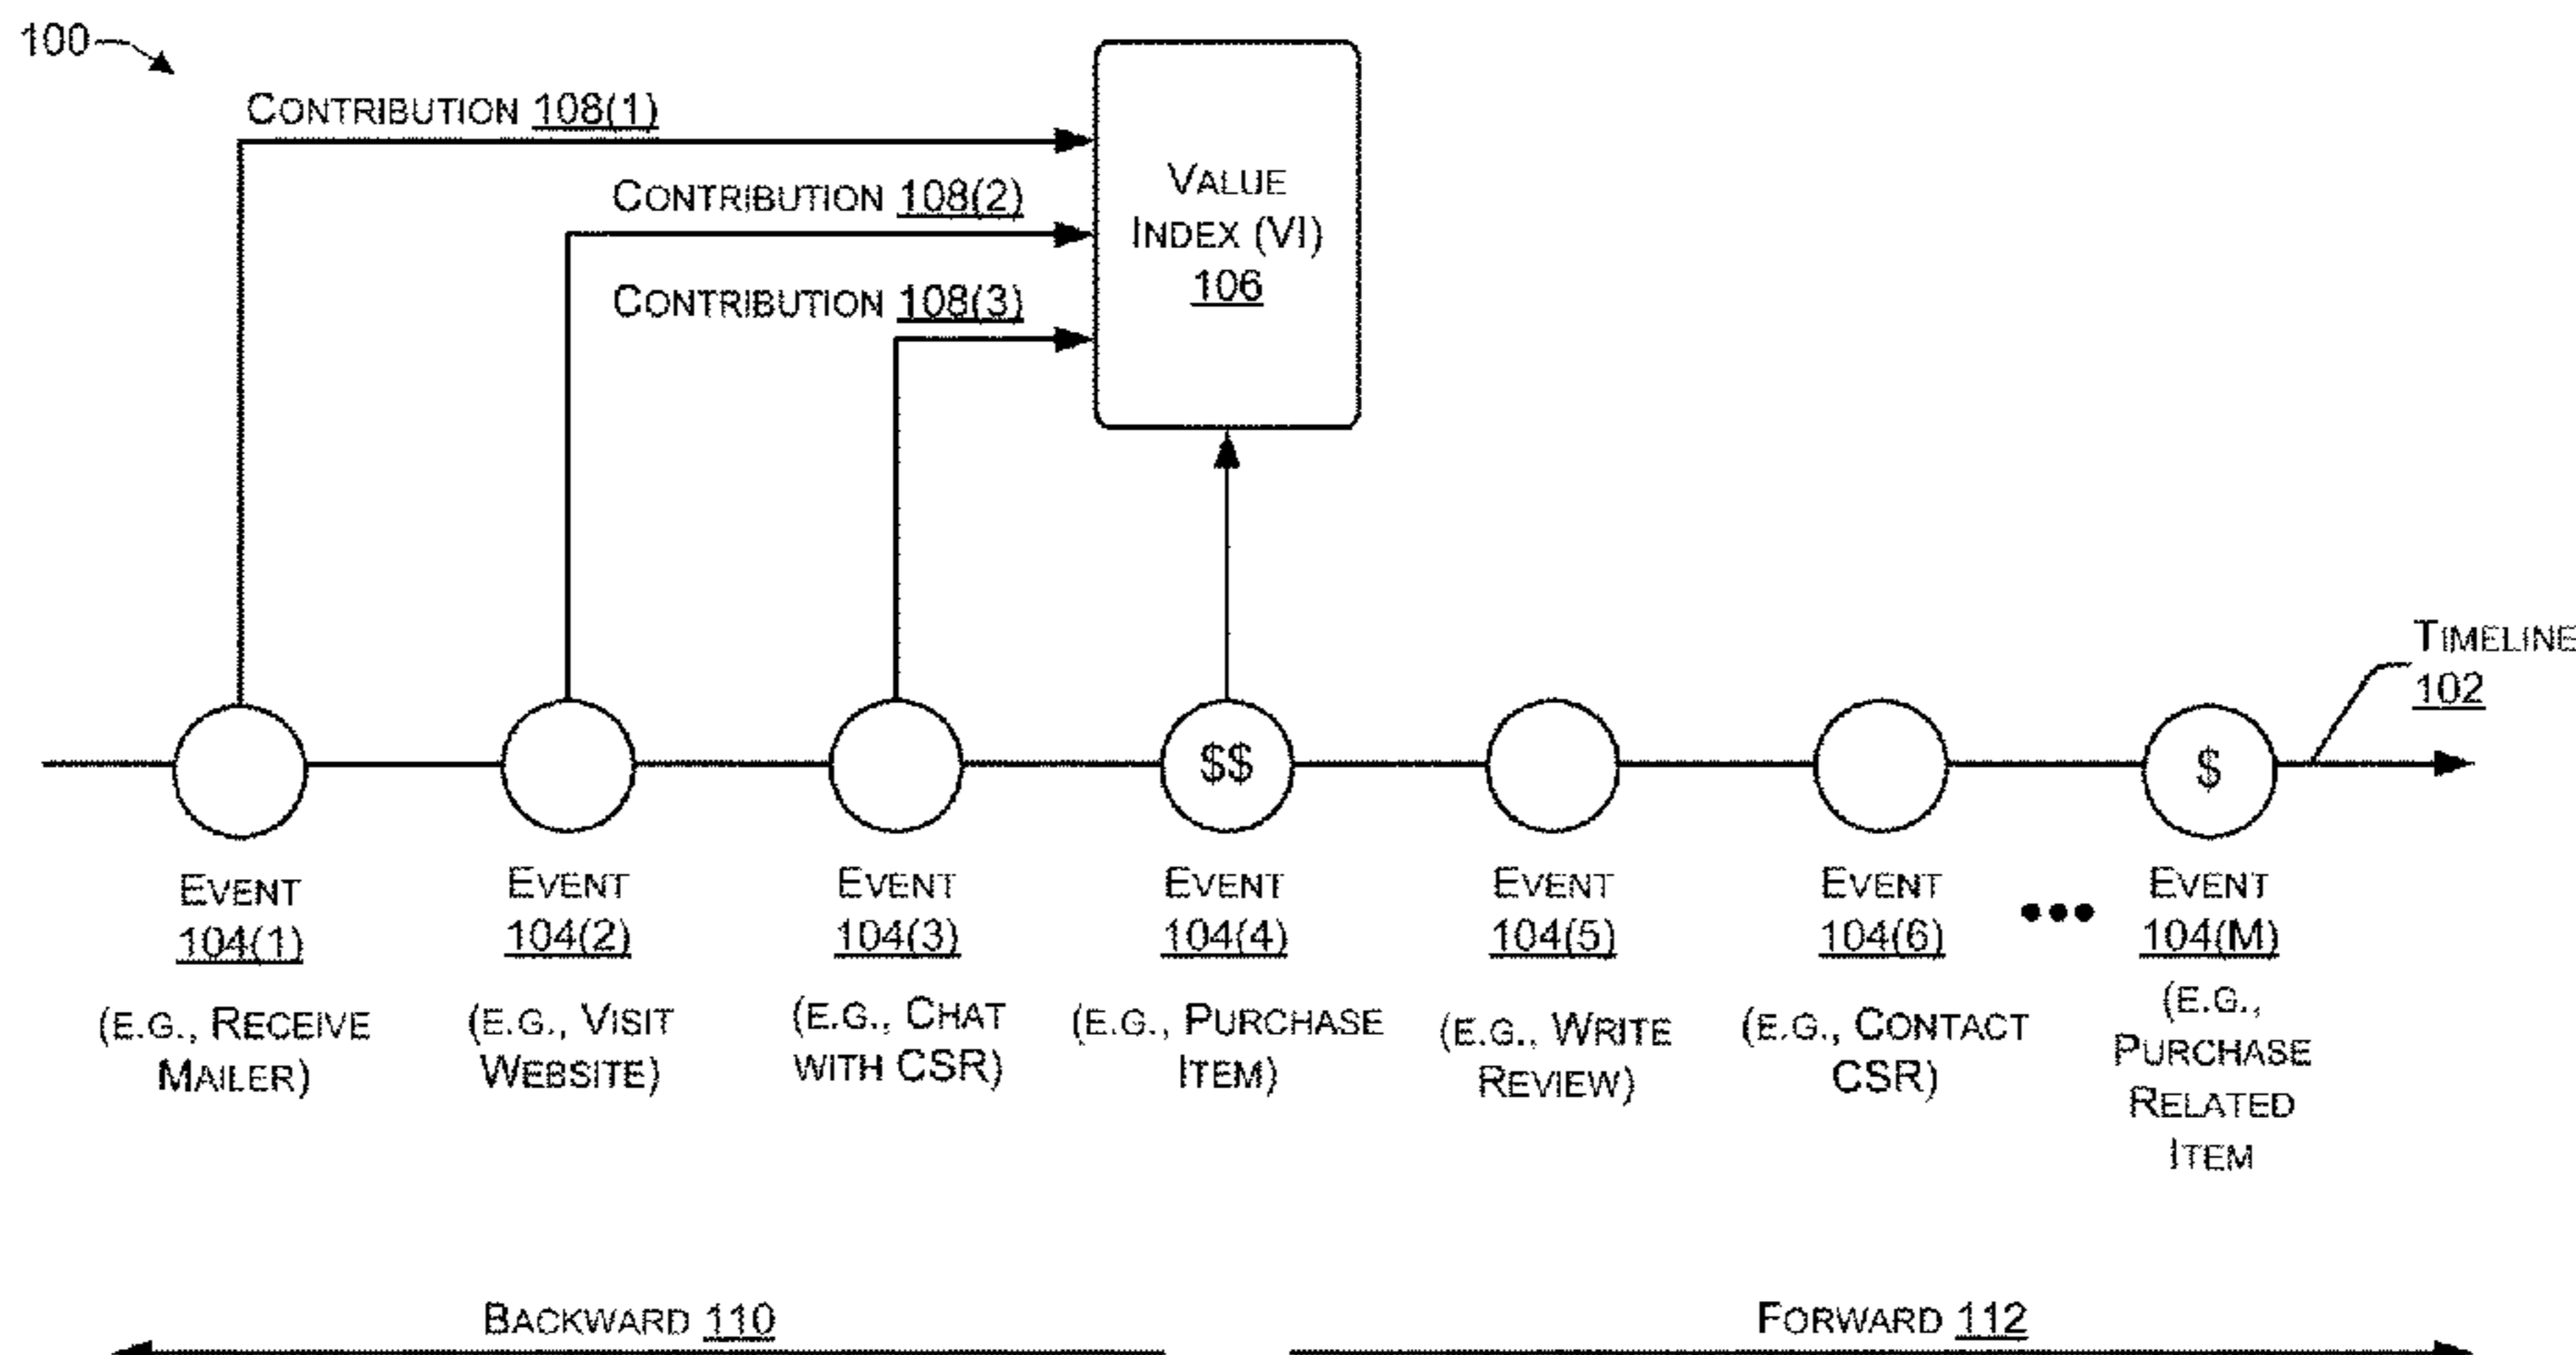 100
CONTRIBUTION 108(1)
CONTRIBUTION 108(2)
CONTRIBUTION 108(3)
VALUE
INDEX (VI)
106
TIMELINE
102
$$
$
EVENT
104(1)
(E.G., RECEIVE
MAILER)
EVENT
104(2)
(E.G., VISIT
WEBSITE)
EVENT
104(3)
(E.G., CHAT
WITH CSR)
EVENT
104(4)
(E.G., PURCHASE
ITEM)
EVENT
104(5)
(E.G., WRITE
REVIEW)
EVENT
104(6)
(E.G., CONTACT
CSR)
•••
EVENT
104(M)
(E.G.,
PURCHASE
RELATED
ITEM
BACKWARD 110
FORWARD 112